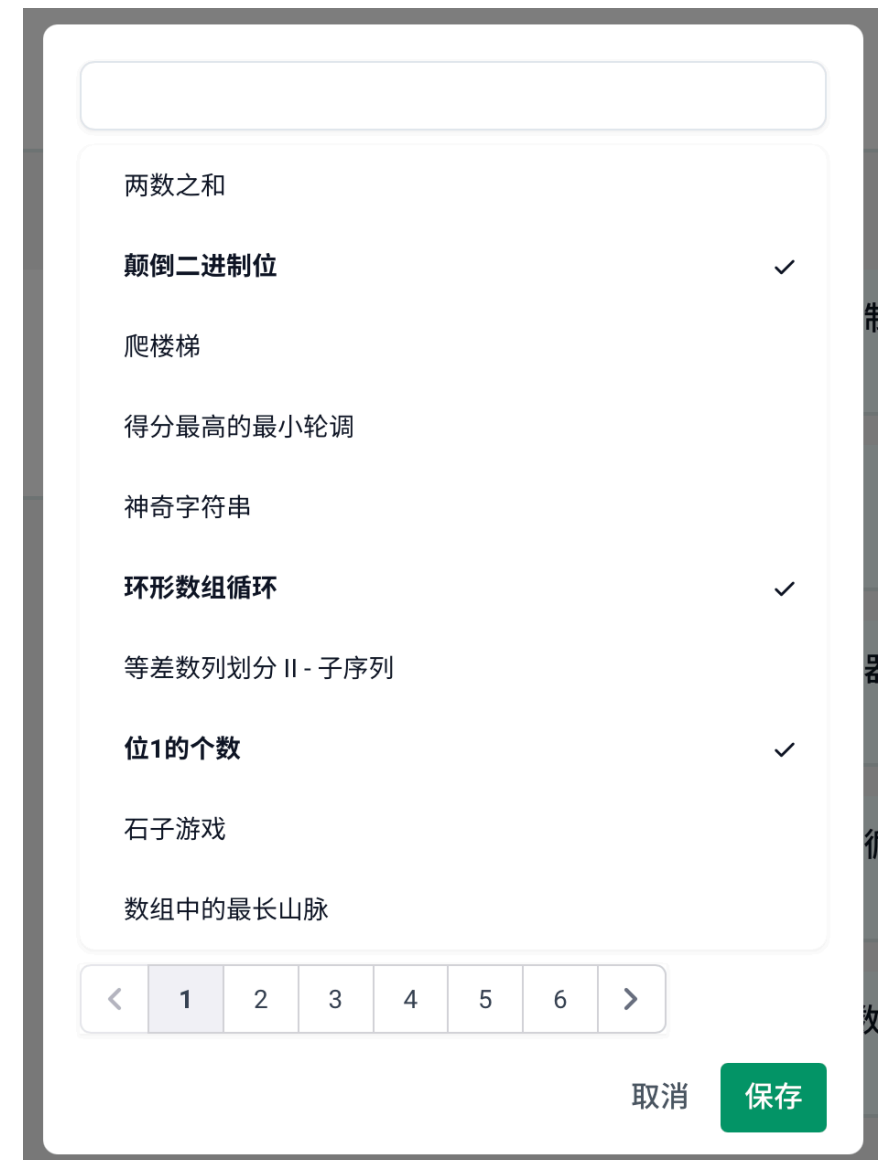 两数之和
颠倒二进制位
爬楼梯
得分最高的最小轮调
神奇字符串
环形数组循环
等差数列划分 II - 子序列
位1的个数
石子游戏
数组中的最长山脉
1 2 3 4 5 6
取消 保存